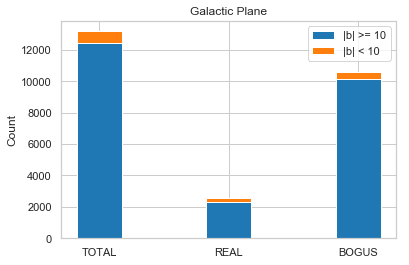 Galactic Plane
|b| >= 10
|b| < 10
Count
12000
10000
8000
6000
4000
2000
0
TOTAL REAL BOGUS